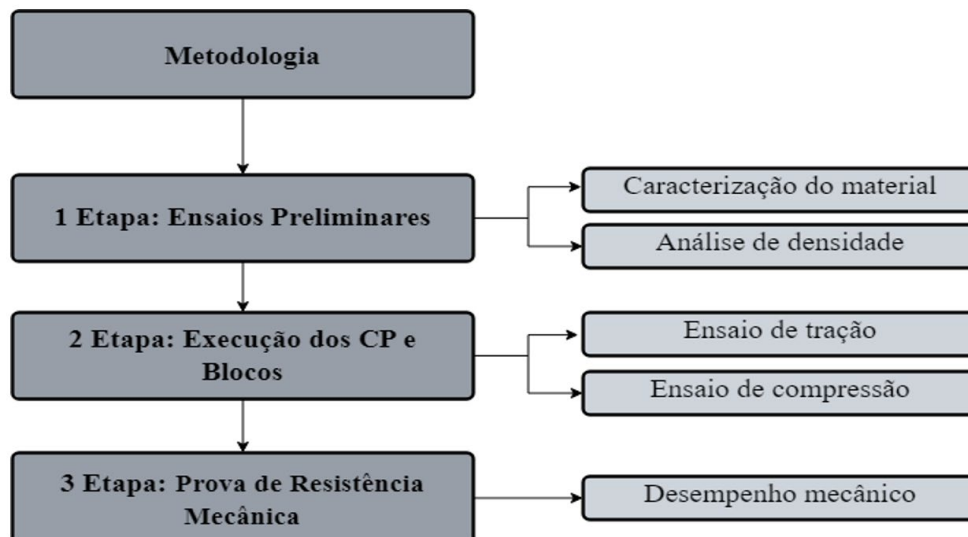 Metodologia
1 Etapa: Ensaios Preliminares
Caracterização do material
Análise de densidade
2 Etapa: Execução dos CP e
Blocos
Ensaio de tração
Ensaio de compressão
3 Etapa: Prova de Resistência
Mecânica
Desempenho mecânico